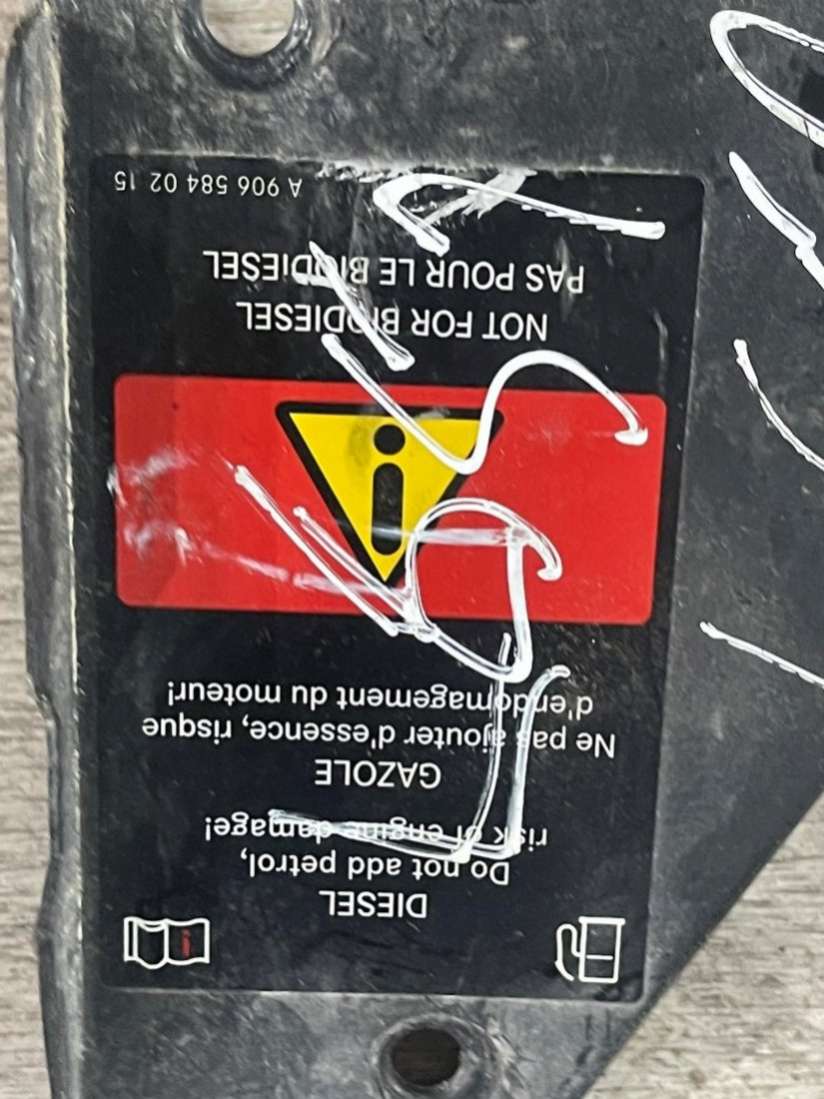 DIESEL
Do not add petrol,
risk of engine damage!
GAZOLE
Ne pas ajouter d'essence, risque
d'endomagement du moteur!
NOT FOR BIODIESEL
PAS POUR LE BIODIESEL
A 906 584 02 15